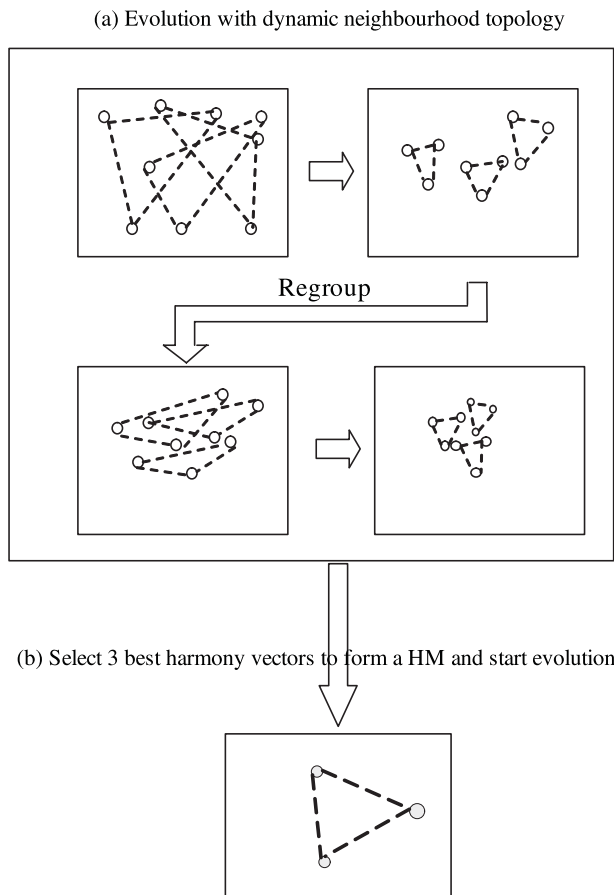 (a) Evolution with dynamic neighbourhood topology
Regroup
(b) Select 3 best harmony vectors to form a HM and start evolution